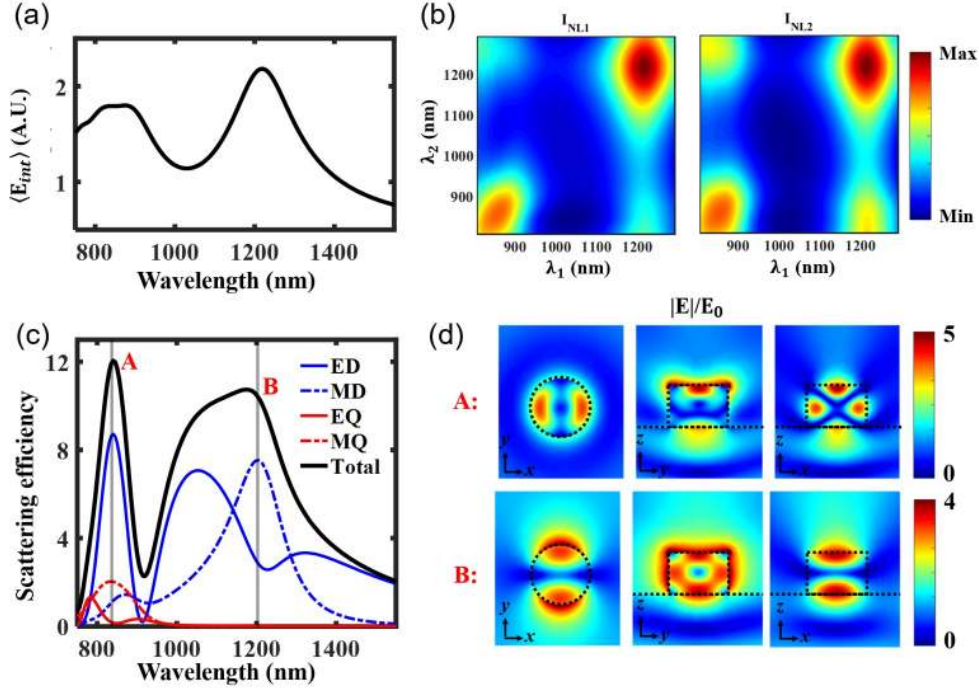 (a)
⟨E_int⟩ (A.U.)
2
1
800 1000 1200 1400
Wavelength (nm)
(b)
I_NL1
I_NL2
λ₂ (nm)
1200
1100
1000
900
900 1000 1100 1200
λ₁ (nm)
900 1000 1100 1200
λ₁ (nm)
Max
Min
(c)
Scattering efficiency
12
8
4
0
A
B
ED
MD
EQ
MQ
Total
800 1000 1200 1400
Wavelength (nm)
(d)
|E|/E₀
A:
y
x
z
y
z
x
5
0
B:
y
x
z
y
z
x
4
0